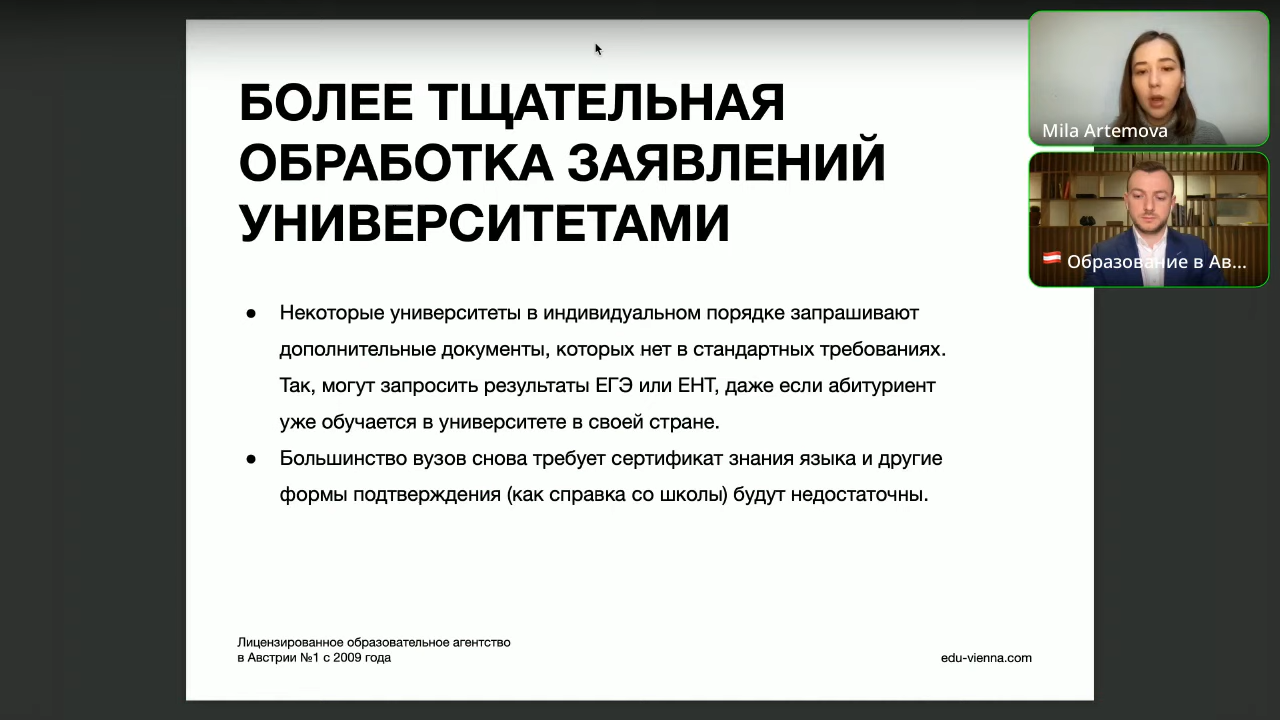 БОЛЕЕ ТЩАТЕЛЬНАЯ
ОБРАБОТКА ЗАЯВЛЕНИЙ
УНИВЕРСИТЕТАМИ
● Некоторые университеты в индивидуальном порядке запрашивают
дополнительные документы, которых нет в стандартных требованиях.
Так, могут запросить результаты ЕГЭ или ЕНТ, даже если абитуриент
уже обучается в университете в своей стране.
● Большинство вузов снова требует сертификат знания языка и другие
формы подтверждения (как справка со школы) будут недостаточны.
Лицензированное образовательное агентство
в Австрии №1 с 2009 года
edu-vienna.com
Mila Artemova
Образование в Ав...